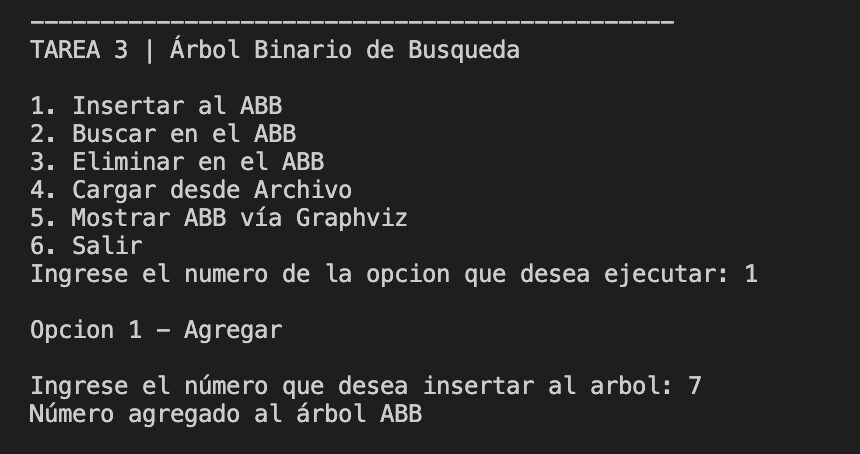 ----------------------------------------------
TAREA 3 | Árbol Binario de Busqueda
1. Insertar al ABB
2. Buscar en el ABB
3. Eliminar en el ABB
4. Cargar desde Archivo
5. Mostrar ABB vía Graphviz
6. Salir
Ingrese el numero de la opcion que desea ejecutar: 1
Opcion 1 - Agregar
Ingrese el número que desea insertar al arbol: 7
Número agregado al árbol ABB